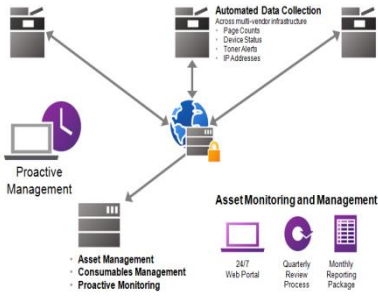 Automated Data Collection
Across multi-vendor infrastructure
• Page Counts
• Device Status
• Toner Alerts
• IP Addresses
Proactive
Management
• Asset Management
• Consumables Management
• Proactive Monitoring
Asset Monitoring and Management
24/7
Web Portal
Quarterly
Review
Process
Monthly
Reporting
Package